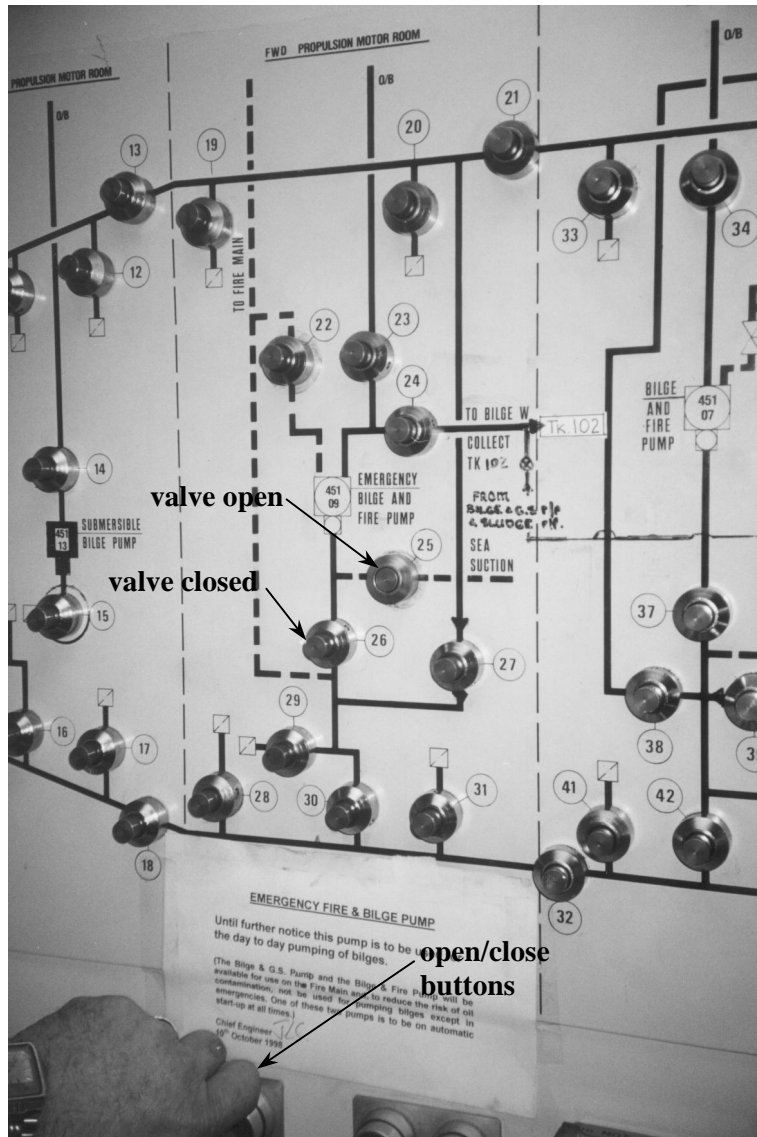 O/B
FWD PROPULSION MOTOR ROOM
PROPULSION MOTOR ROOM
O/B
O/B
21
20
19
13
33
34
12
TO FIRE MAIN
22
23
24
TO BILGE W
COLLECT
TK 102
Tk.102
FROM
BILGE & G.S P/P
& SLUDGE P/P.
SEA
SUCTION
BILGE
AND
FIRE
PUMP
451
07
14
451
09
EMERGENCY
BILGE AND
FIRE PUMP
valve open
451
13
SUBMERSIBLE
BILGE PUMP
25
valve closed
15
26
27
37
38
39
16
17
29
28
30
31
41
42
18
32
EMERGENCY FIRE & BILGE PUMP
Until further notice this pump is to be
the day to day pumping of bilges.
(The Bilge & G.S. Pump and the Bilge & Fire Pump will be
available for use on the Fire Main and, to reduce the risk of oil
contamination, not be used for pumping bilges except in
emergencies. One of these two pumps is to be on automatic
start-up at all times.)
Chief Engineer
10th October 1998
open/close
buttons